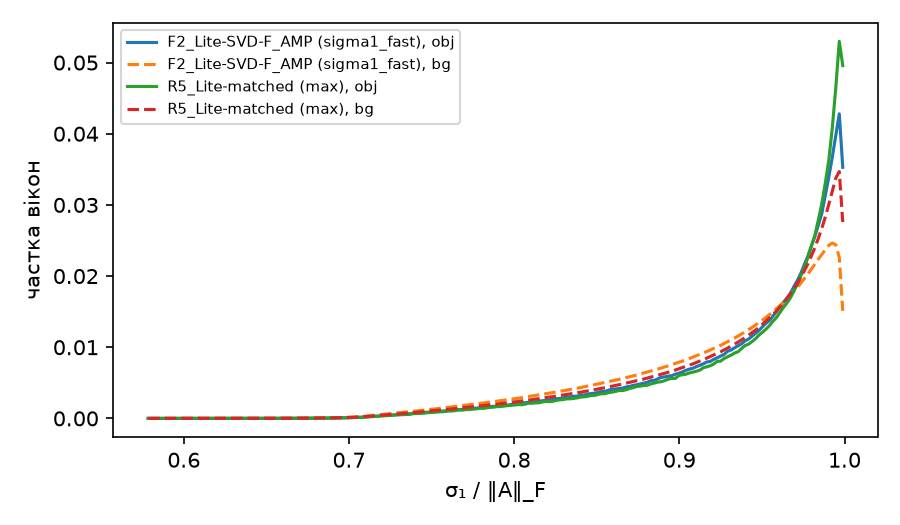 F2_Lite-SVD-F_AMP (sigma1_fast), obj
F2_Lite-SVD-F_AMP (sigma1_fast), bg
R5_Lite-matched (max), obj
R5_Lite-matched (max), bg
частка вікон
0.05
0.04
0.03
0.02
0.01
0.00
0.6 0.7 0.8 0.9 1.0
σ₁ / ‖A‖_F